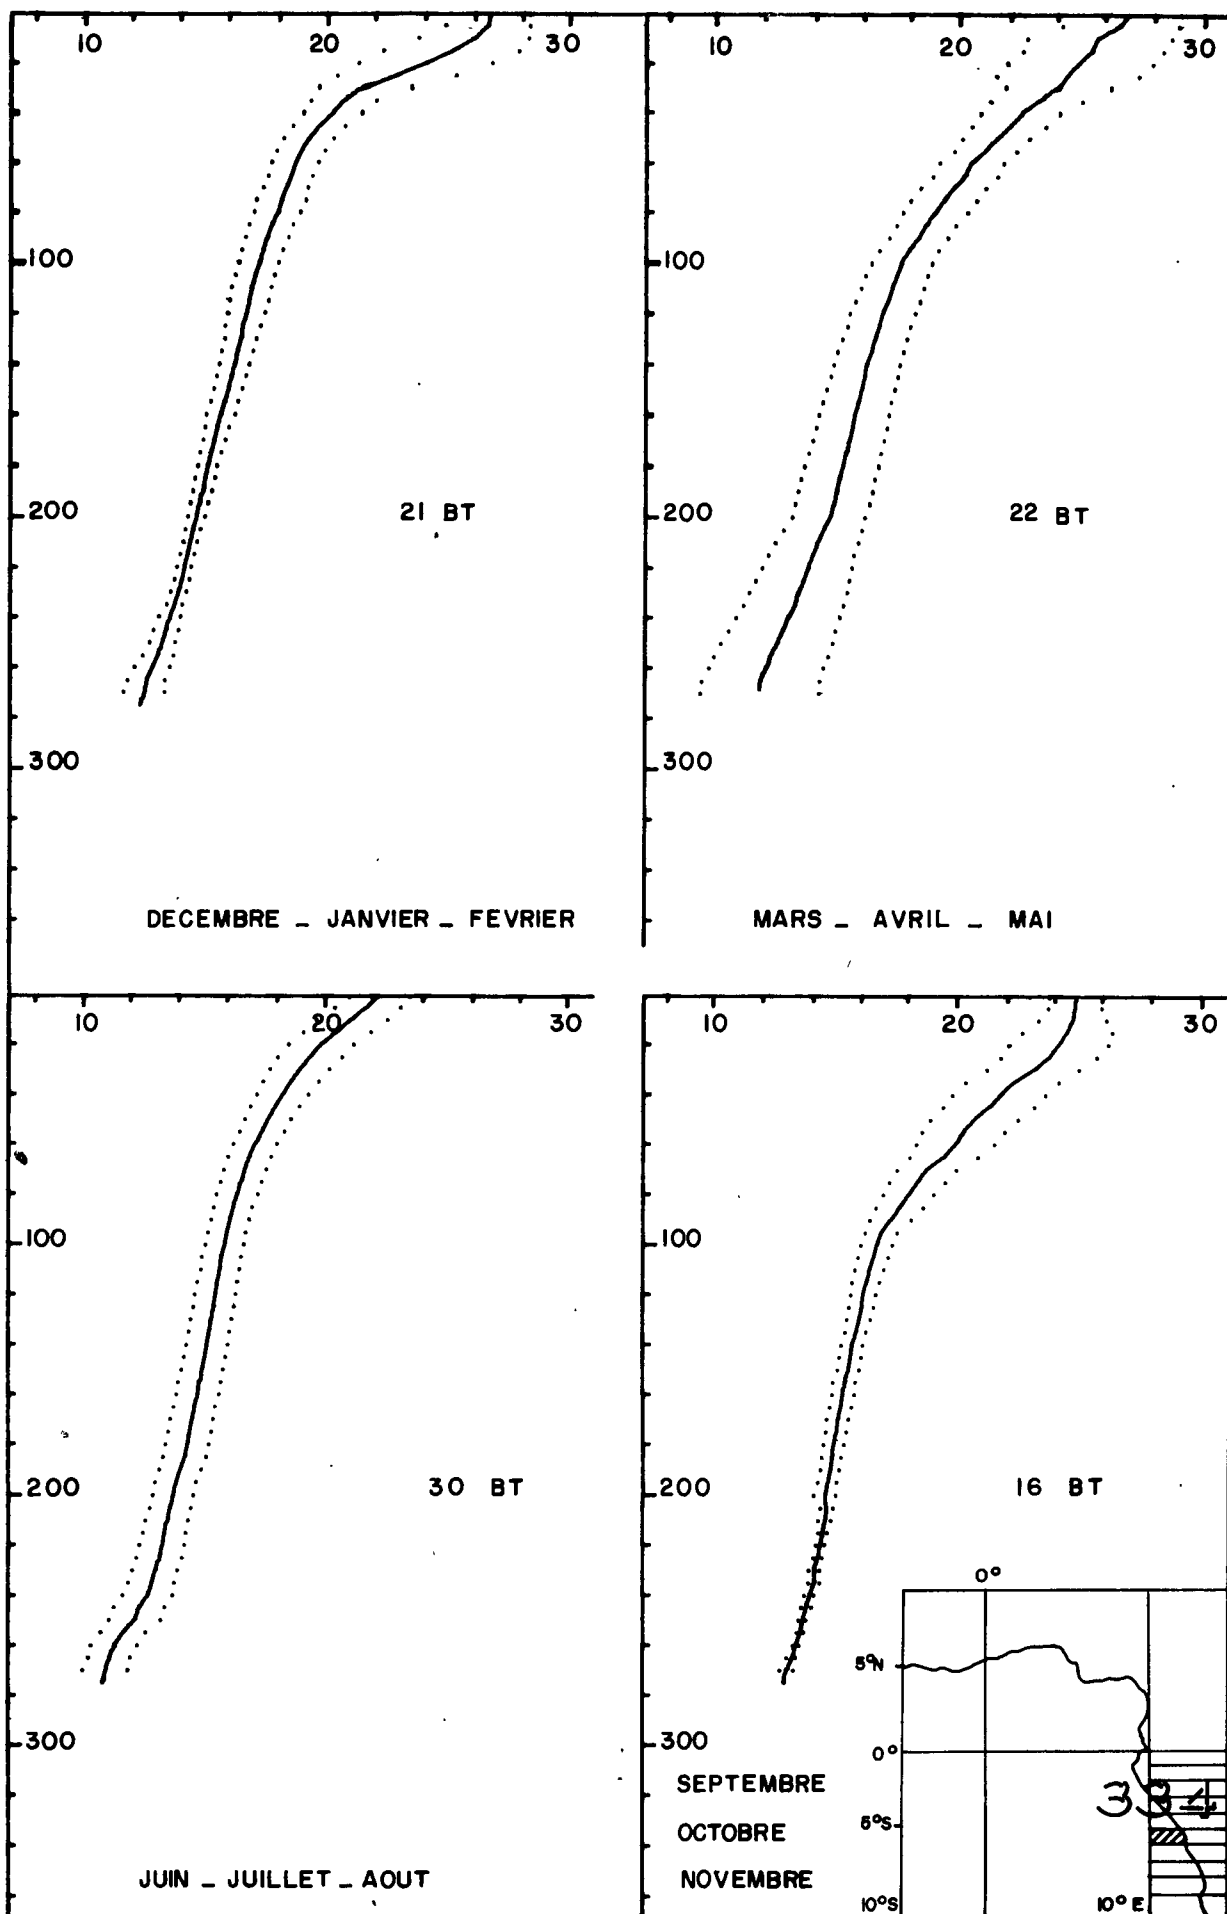 10 20 30
100
200
21 BT
300
DECEMBRE _ JANVIER _ FEVRIER
10 20 30
100
200
22 BT
300
MARS _ AVRIL _ MAI
10 20 30
100
200
30 BT
300
JUIN _ JUILLET _ AOUT
10 20 30
100
200
16 BT
300
SEPTEMBRE
OCTOBRE
NOVEMBRE
0°
5°N
0°
334
5°S
10°S
10° E